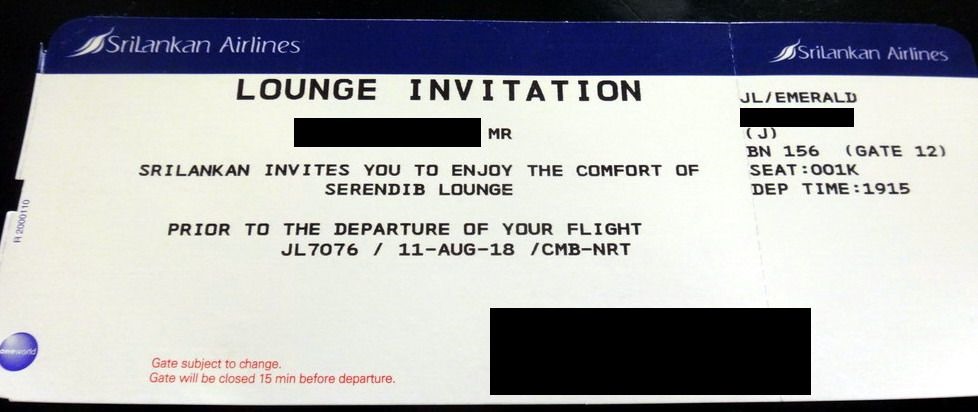 SriLankan Airlines
LOUNGE INVITATION
MR
SRILANKAN INVITES YOU TO ENJOY THE COMFORT OF
SERENDIB LOUNGE
PRIOR TO THE DEPARTURE OF YOUR FLIGHT
JL7076 / 11-AUG-18 /CMB-NRT
R 2000110
oneworld
Gate subject to change.
Gate will be closed 15 min before departure.
SriLankan Airlines
JL/EMERALD
(J)
BN 156 (GATE 12)
SEAT:001K
DEP TIME:1915